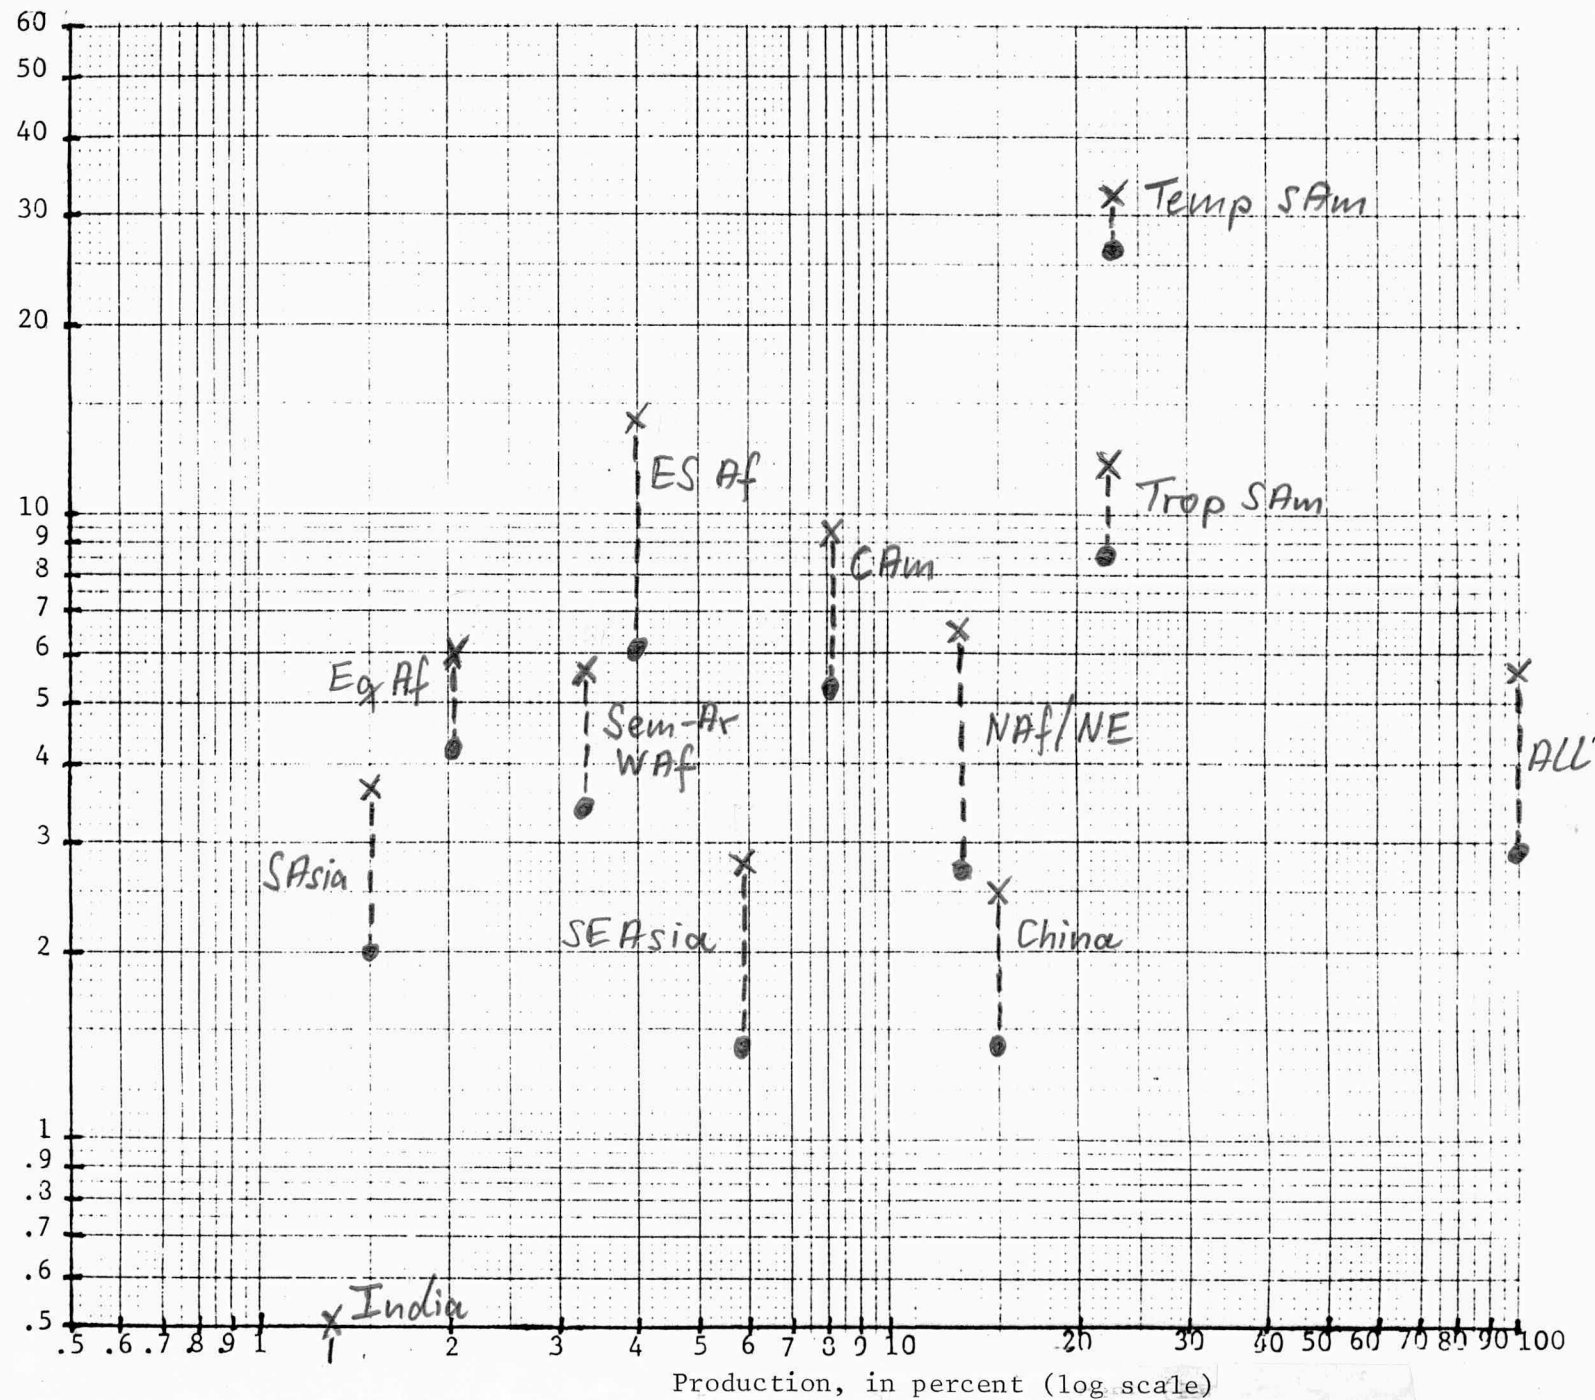 60
50
40
30
20
10
9
8
7
6
5
4
3
2
1
.9
.3
.7
.6
.5
Temp SAm
Trop SAm
ES Af
CAm
Eq Af
Sem-Ar
WAf
NAf/NE
ALL
SAsia
SEAsia
China
India
.5 .6 .7 .8 .9 1 2 3 4 5 6 7 8 9 10 20 30 40 50 60 70 80 90 100
Production, in percent (log scale)